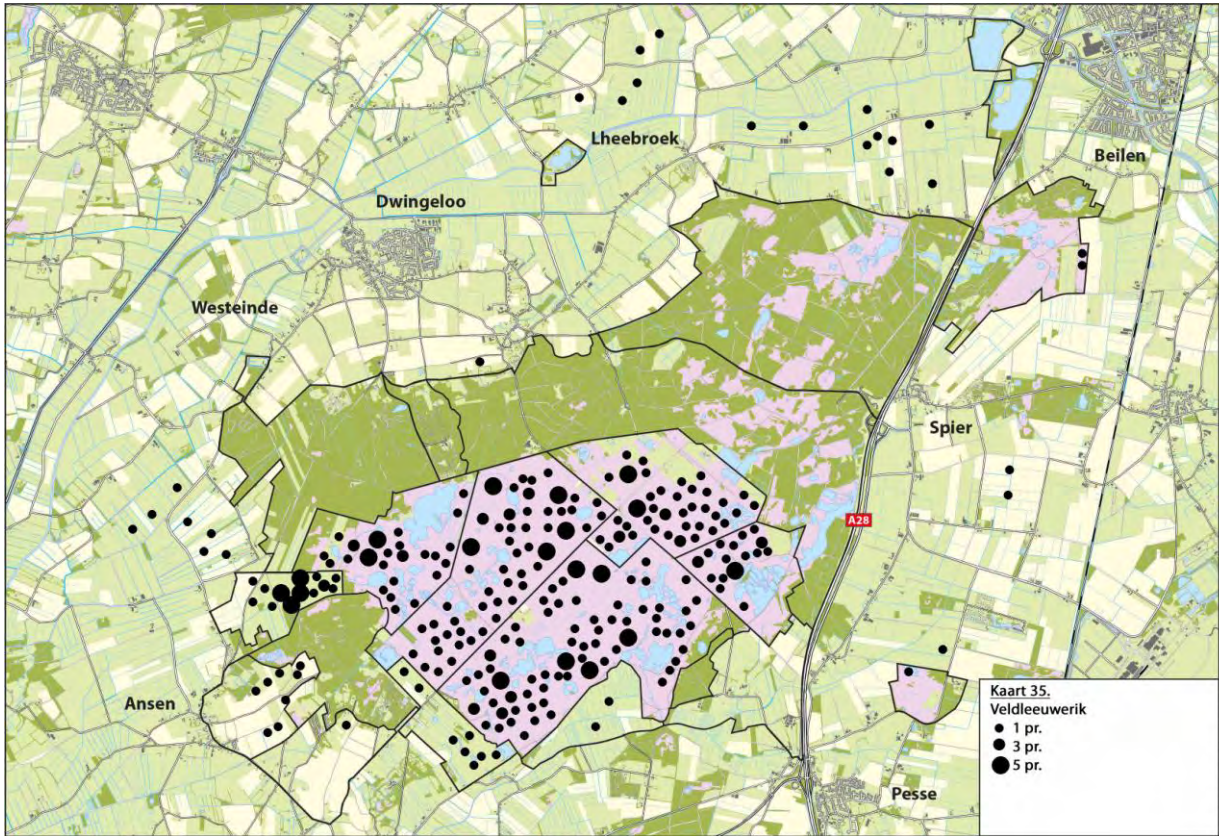 Lheebroek
Beilen
Dwingeloo
Westeinde
Spier
A28
Ansen
Pesse
Kaart 35.
Veldleeuwerik
1 pr.
3 pr.
5 pr.